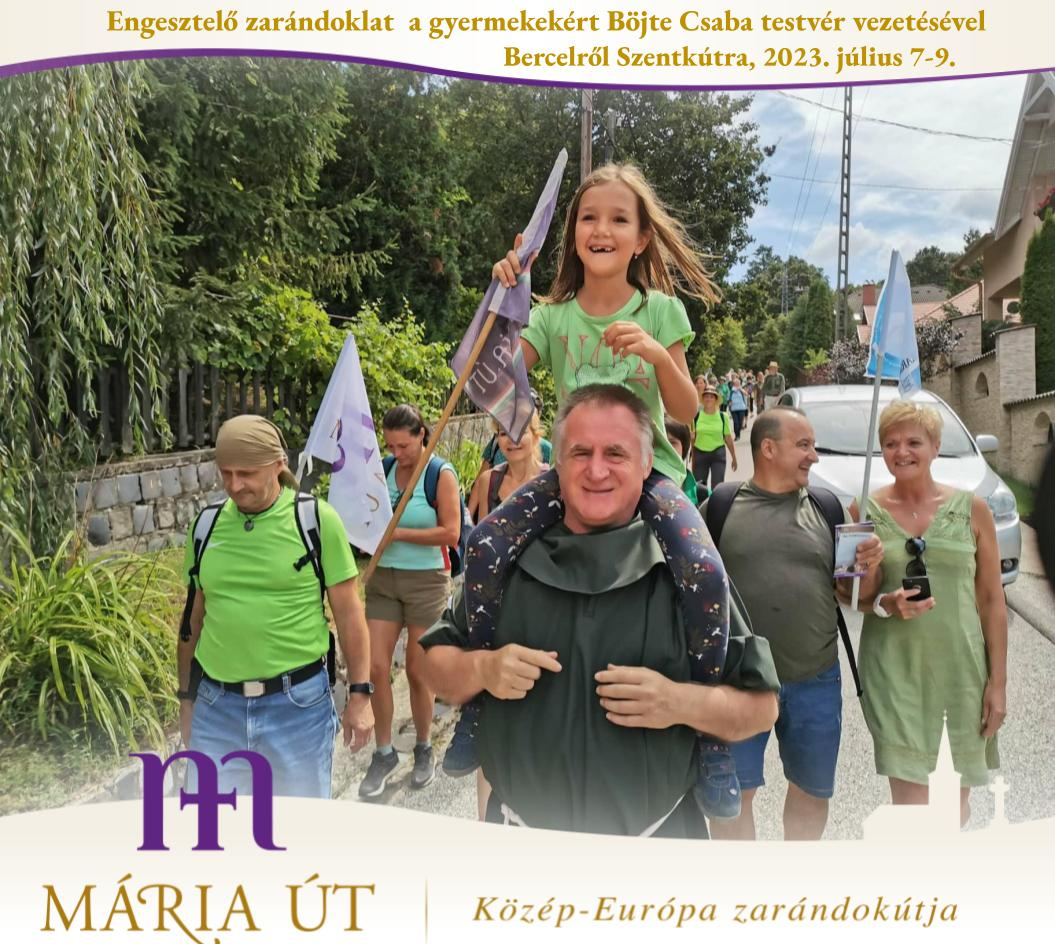 Engesztelő zarándoklat a gyermekekért Böjte Csaba testvér vezetésével
Bercelről Szentkútra, 2023. július 7-9.
MÁRIA ÚT
Közép-Európa zarándokútja